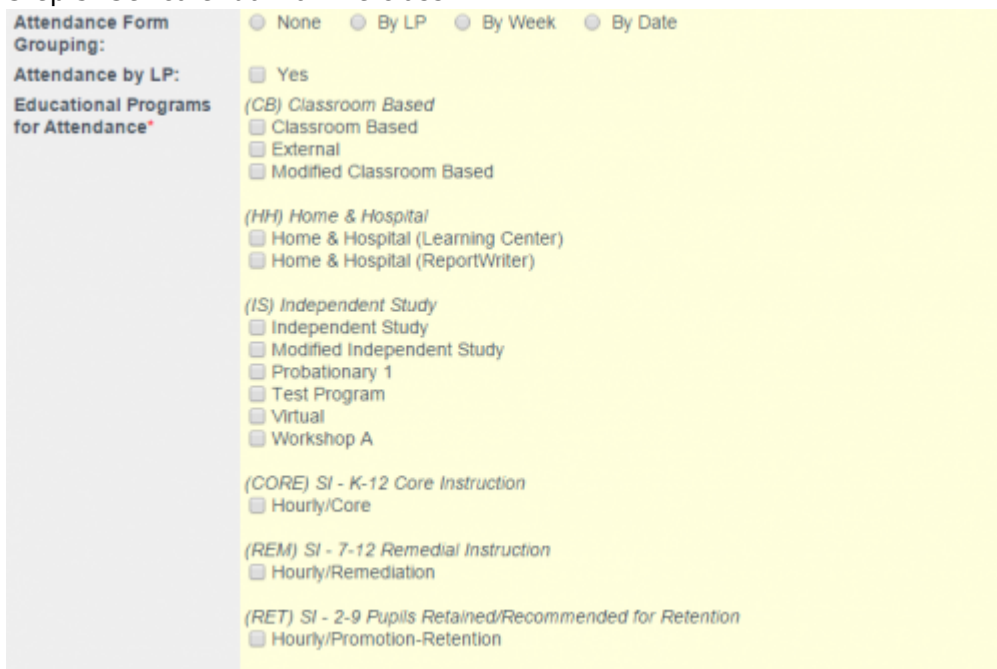 Attendance Form Grouping: None By LP By Week By Date
Attendance by LP: Yes
Educational Programs for Attendance*
(CB) Classroom Based
Classroom Based
External
Modified Classroom Based
(HH) Home & Hospital
Home & Hospital (Learning Center)
Home & Hospital (ReportWriter)
(IS) Independent Study
Independent Study
Modified Independent Study
Probationary 1
Test Program
Virtual
Workshop A
(CORE) SI - K-12 Core Instruction
Hourly/Core
(REM) SI - 7-12 Remedial Instruction
Hourly/Remediation
(RET) SI - 2-9 Pupils Retained/Recommended for Retention
Hourly/Promotion-Retention